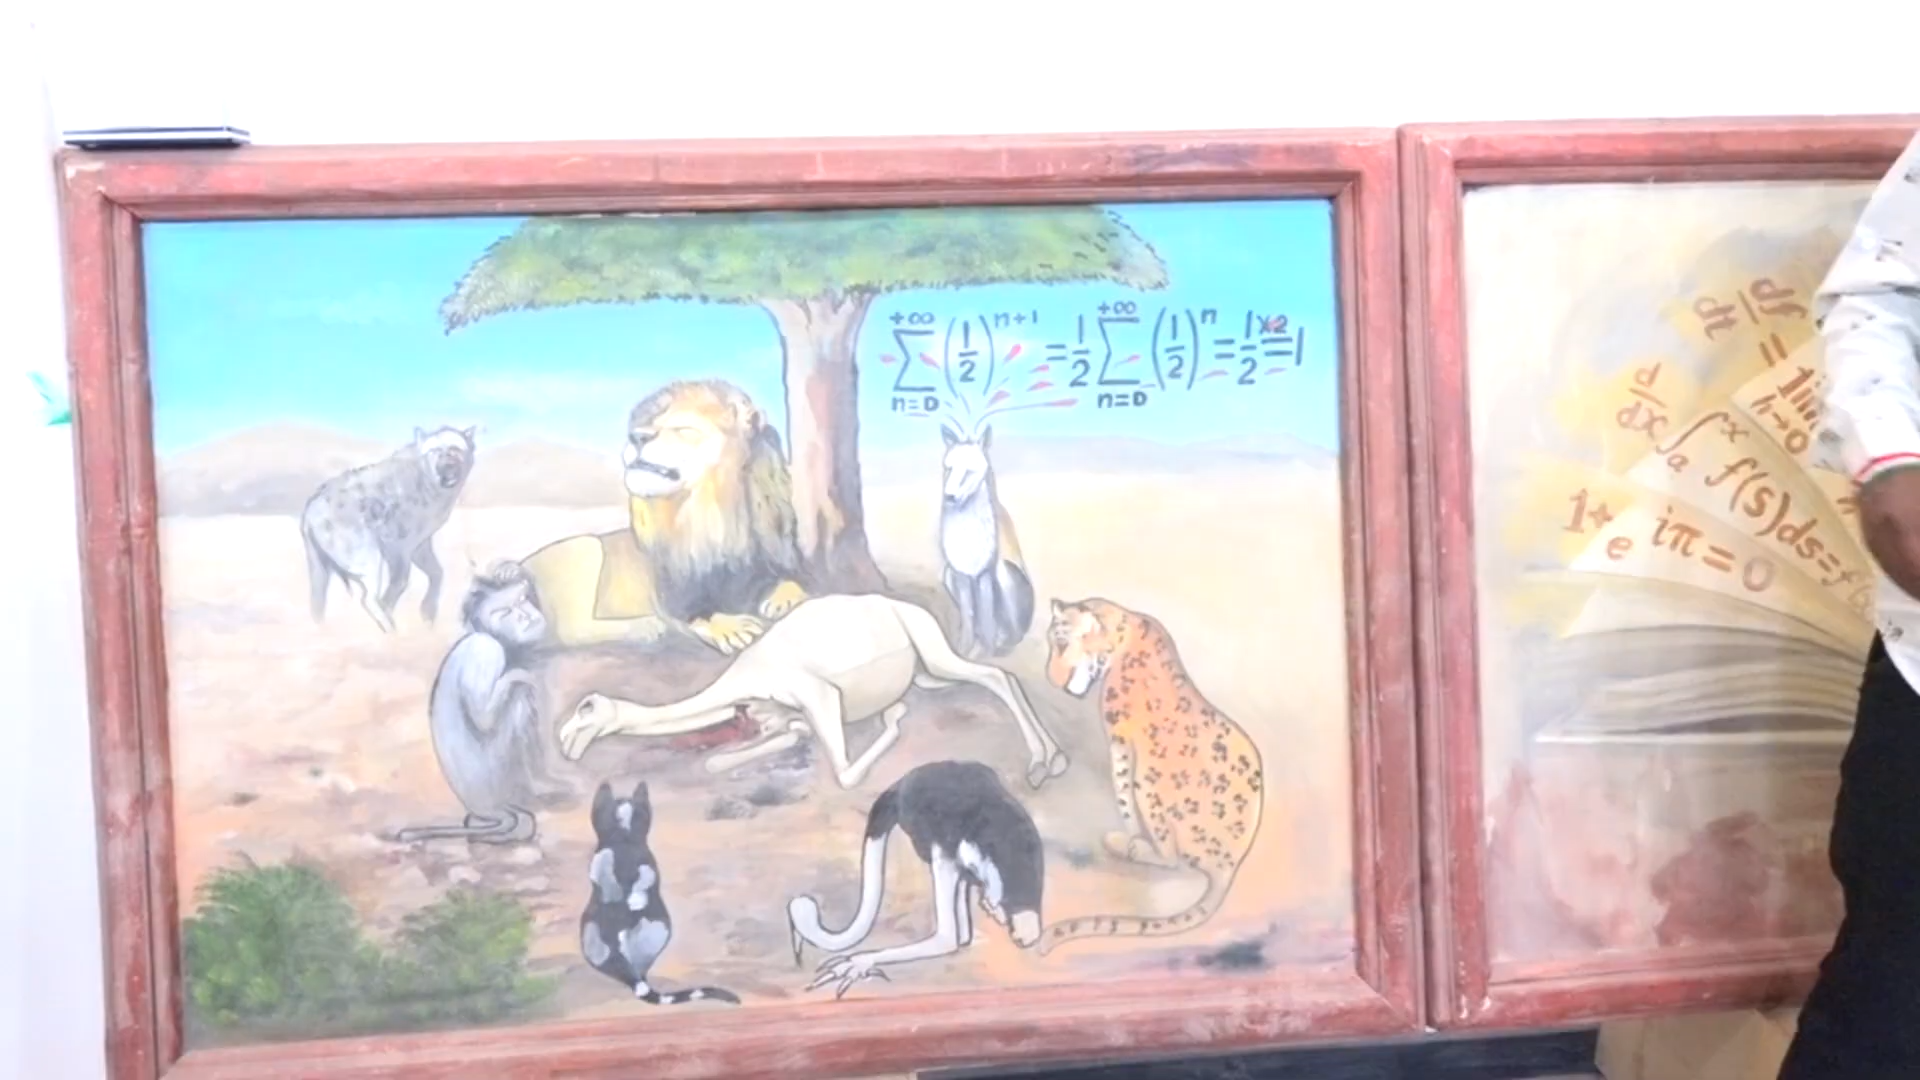 +∞ ∑ n=0 (1/2)^n+1 = 1/2 +∞ ∑ n=0 (1/2)^n = 1/2 ×2 = 1
df/dt = lim h→0
d/dx ∫ₐˣ f(s)ds = f(
1 + e^iπ = 0